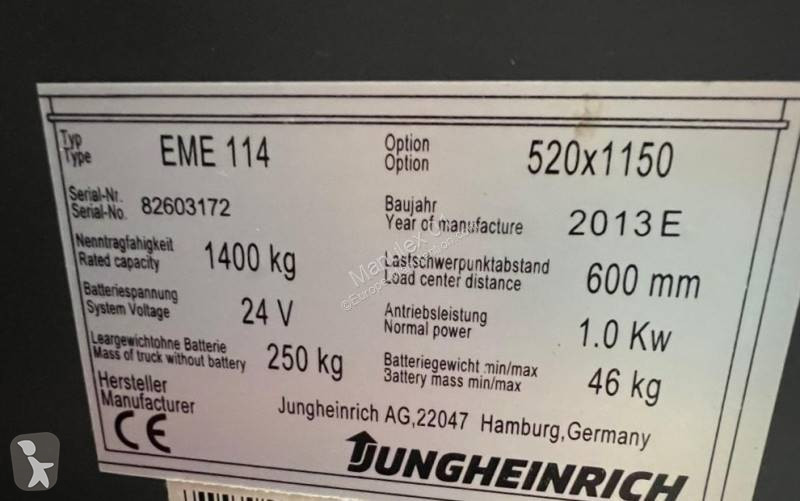 Typ
Type
EME 114
Option
Option
520x1150
Serial-Nr.
Serial-No.
82603172
Baujahr
Year of manufacture
2013 E
Nenntragfahigkeit
Rated capacity
1400 kg
Lastschwerpunktabstand
Load center distance
600 mm
Batteriespannung
System Voltage
24 V
Antriebsleistung
Normal power
1.0 Kw
Leargewichtohne Batterie
Mass of truck without battery
250 kg
Batteriegewicht min/max
Battery mass min/max
46 kg
Hersteller
Manufacturer
Jungheinrich AG,22047 Hamburg,Germany
CE
JUNGHEINRICH